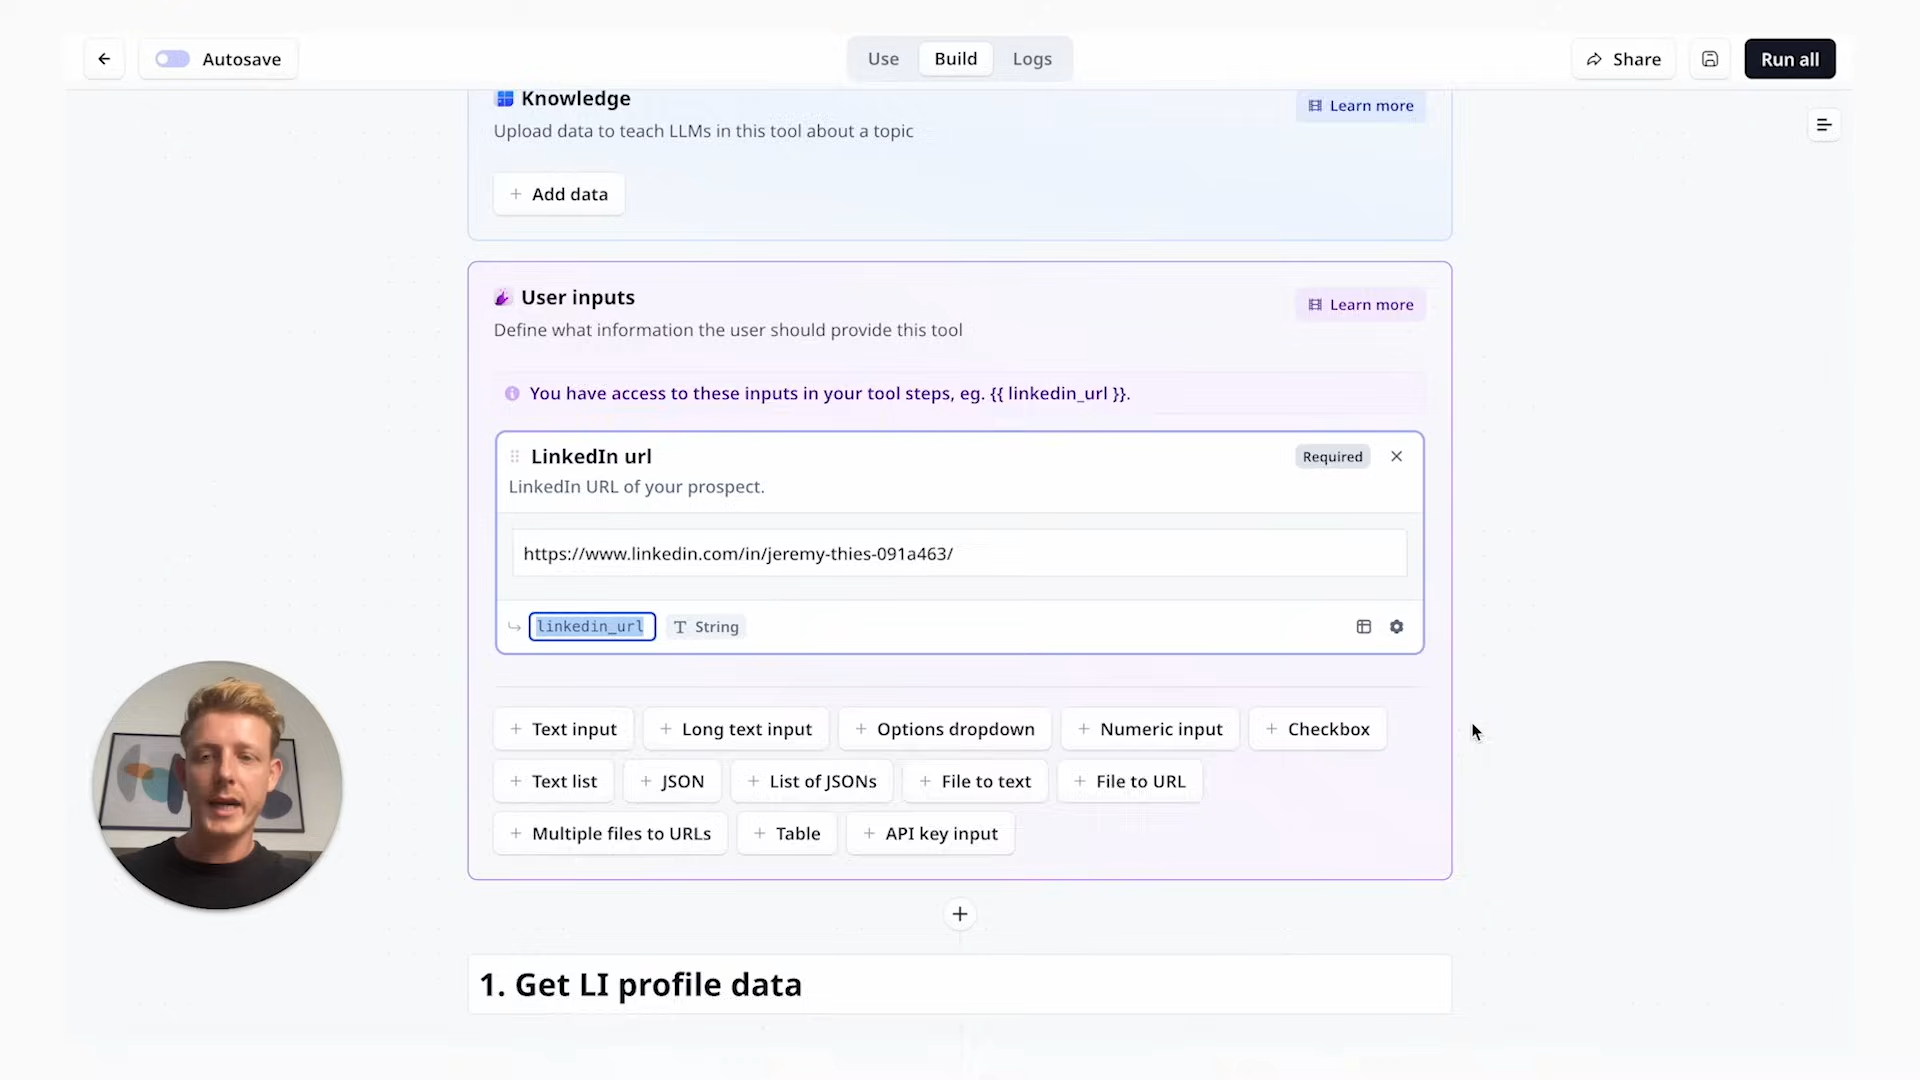 Autosave
Use Build Logs
Share
Run all
Knowledge
Learn more
Upload data to teach LLMs in this tool about a topic
+ Add data
User inputs
Learn more
Define what information the user should provide this tool
You have access to these inputs in your tool steps, eg. {{ linkedin_url }}.
LinkedIn url
Required
LinkedIn URL of your prospect.
https://www.linkedin.com/in/jeremy-thies-091a463/
linkedin_url
String
+ Text input + Long text input + Options dropdown + Numeric input + Checkbox
+ Text list + JSON + List of JSONs + File to text + File to URL
+ Multiple files to URLs + Table + API key input
1. Get LI profile data